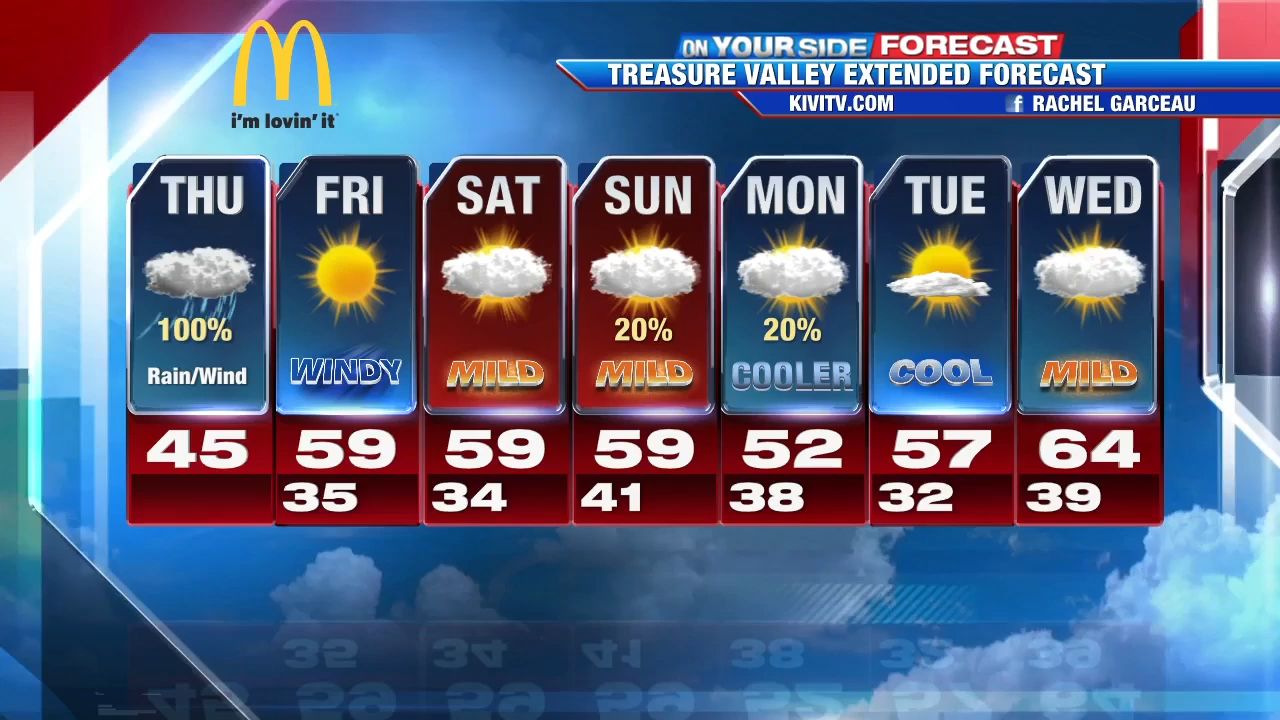 i'm lovin' it
ON YOUR SIDE FORECAST
TREASURE VALLEY EXTENDED FORECAST
KIVITV.COM f RACHEL GARCEAU
THU FRI SAT SUN MON TUE WED
100% 20% 20%
Rain/Wind WINDY MILD MILD COOLER COOL MILD
45 59 59 59 52 57 64
35 34 41 38 32 39